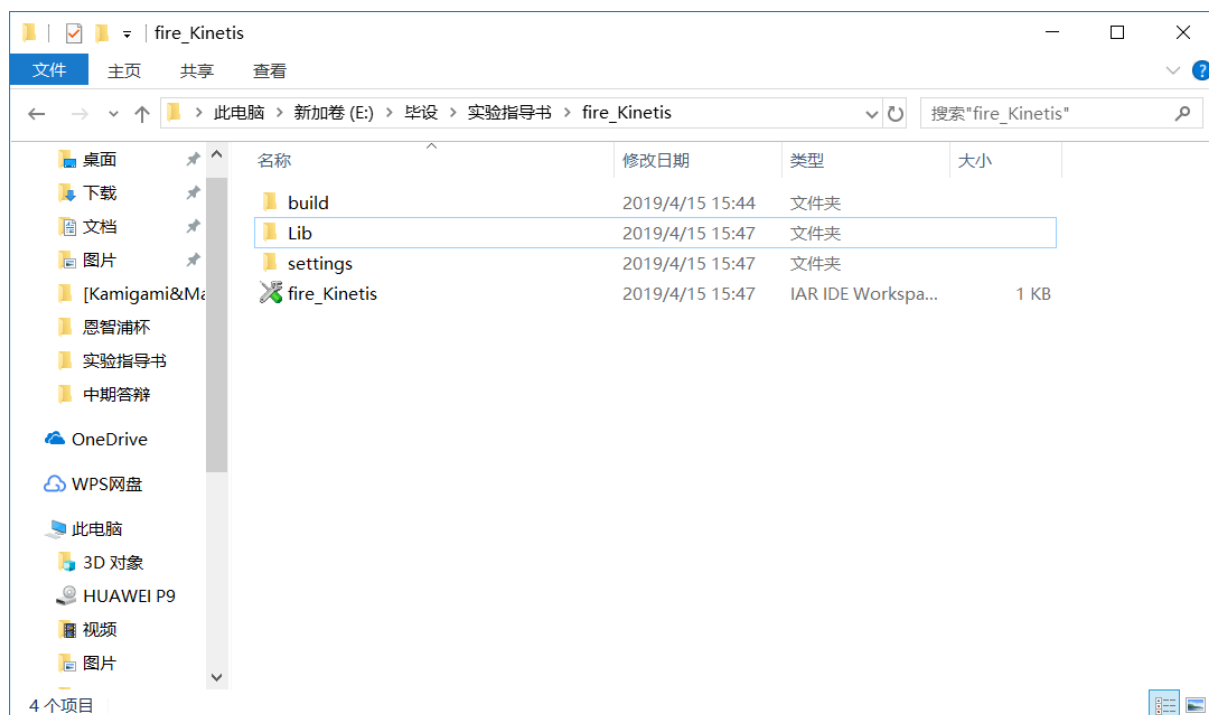 fire_Kinetis
文件 主页 共享 查看
此电脑 新加卷 (E:) 毕设 实验指导书 fire_Kinetis 搜索"fire_Kinetis"
桌面
下载
文档
图片
[Kamigami&Ma
恩智浦杯
实验指导书
中期答辩
OneDrive
WPS网盘
此电脑
3D 对象
HUAWEI P9
视频
图片
名称 修改日期 类型 大小
build 2019/4/15 15:44 文件夹
Lib 2019/4/15 15:47 文件夹
settings 2019/4/15 15:47 文件夹
fire_Kinetis 2019/4/15 15:47 IAR IDE Workspa... 1 KB
4 个项目